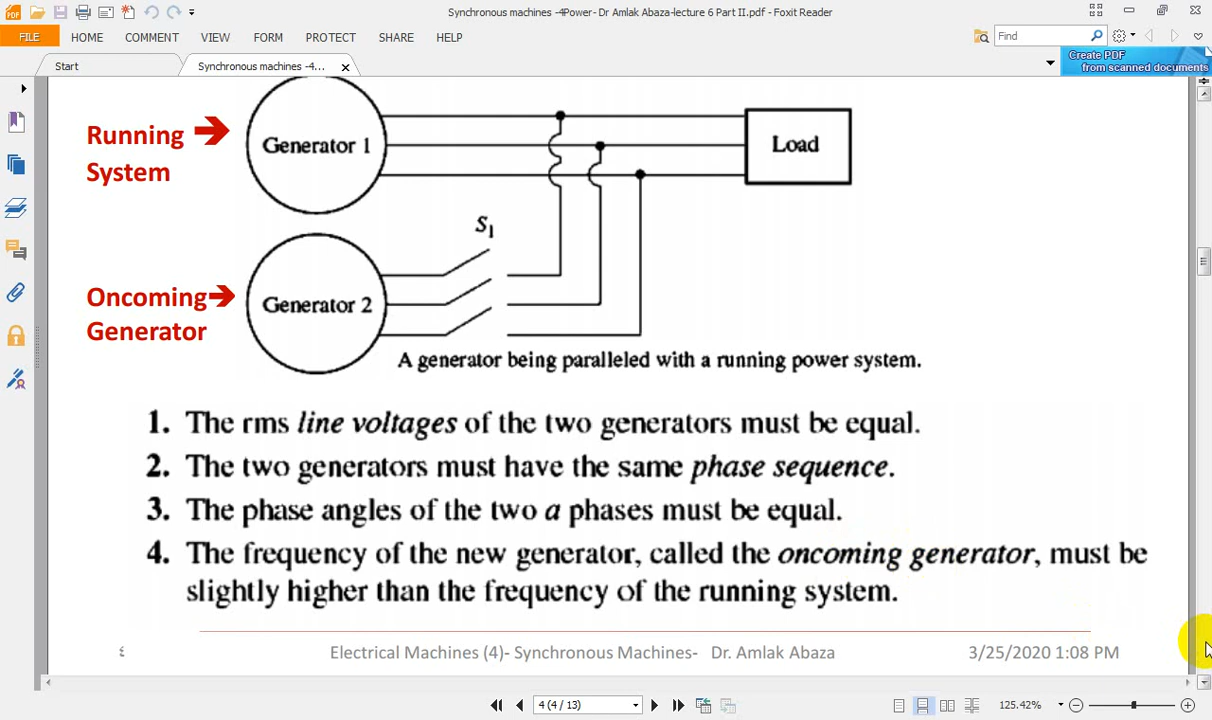 Synchronous machines -4Power- Dr Amlak Abaza-lecture 6 Part II.pdf - Foxit Reader
FILE HOME COMMENT VIEW FORM PROTECT SHARE HELP
Find
Start
Synchronous machines -4...
Create PDF
from scanned documents
Running
System
Generator 1
Load
S1
Oncoming
Generator
Generator 2
A generator being paralleled with a running power system.
1. The rms line voltages of the two generators must be equal.
2. The two generators must have the same phase sequence.
3. The phase angles of the two a phases must be equal.
4. The frequency of the new generator, called the oncoming generator, must be
slightly higher than the frequency of the running system.
Electrical Machines (4)- Synchronous Machines- Dr. Amlak Abaza
3/25/2020 1:08 PM
4 (4 / 13)
125.42%